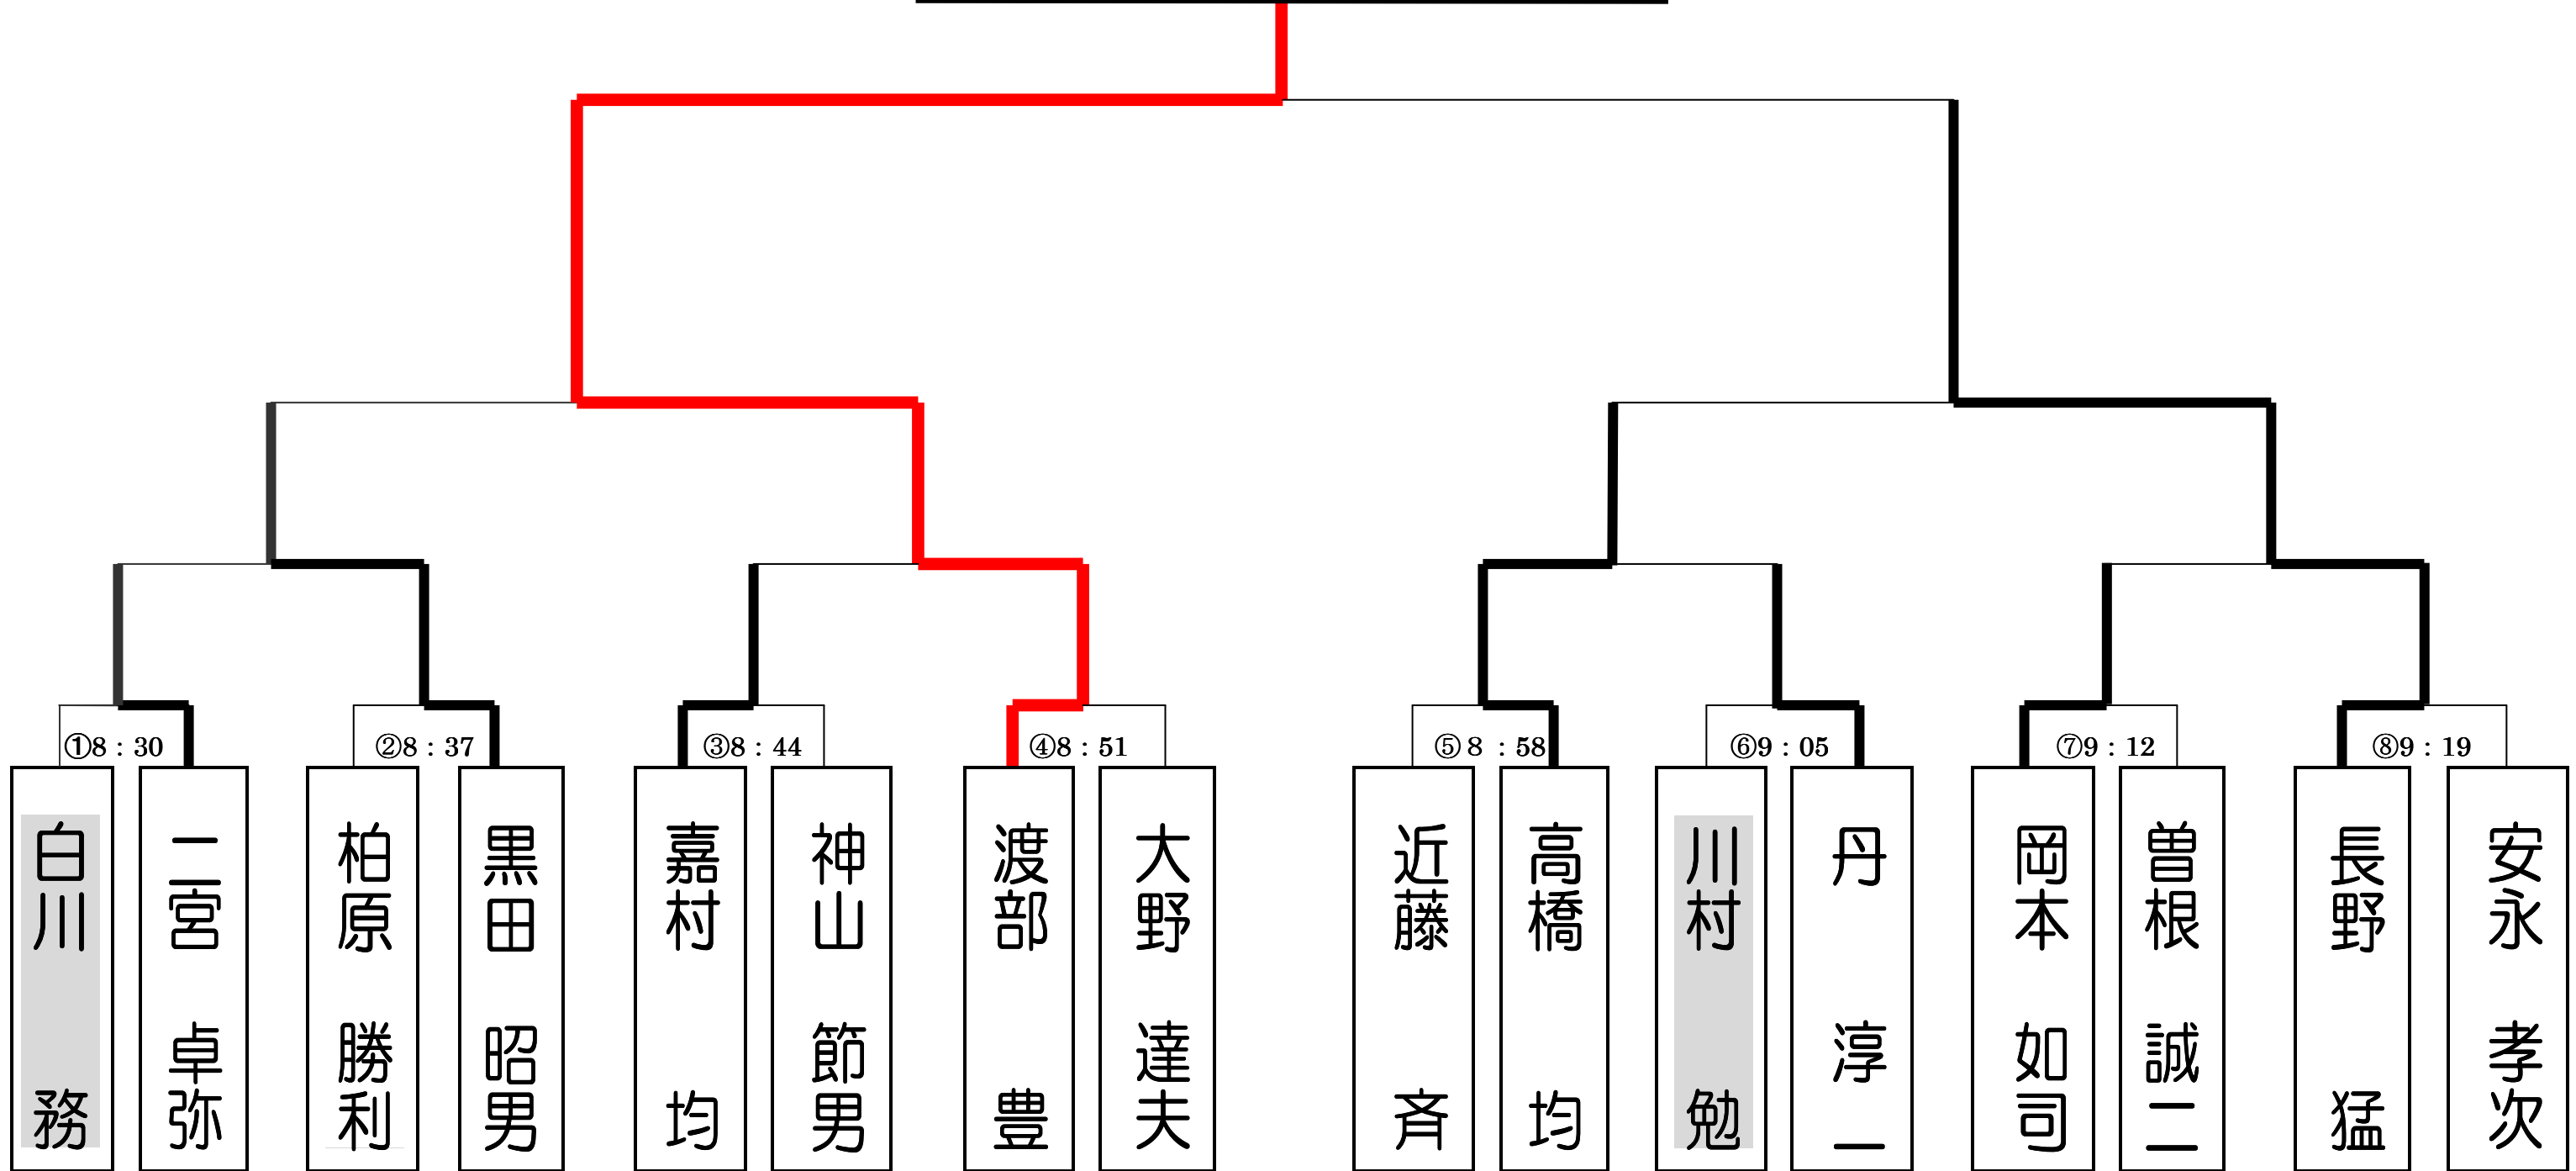 ①8：30
②8：37
③8：44
④8：51
⑤8：58
⑥9：05
⑦9：12
⑧9：19
白川　務
二宮　卓弥
柏原　勝利
黒田　昭男
嘉村　均
神山　節男
渡部　豊
大野　達夫
近藤　斉
高橋　均
川村　勉
丹　淳一
岡本　如司
曽根　誠二
長野　猛
安永　孝次